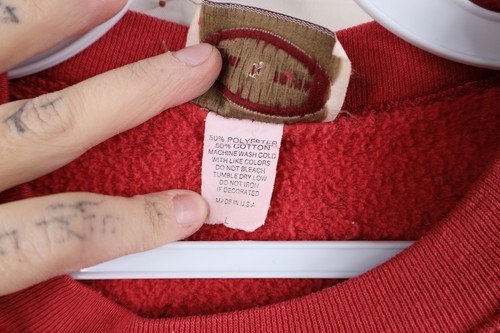 50% POLYESTER
50% COTTON
MACHINE WASH COLD
WITH LIKE COLORS
DO NOT BLEACH
TUMBLE DRY LOW
DO NOT IRON
IF DECORATED
MADE IN U.S.A
L